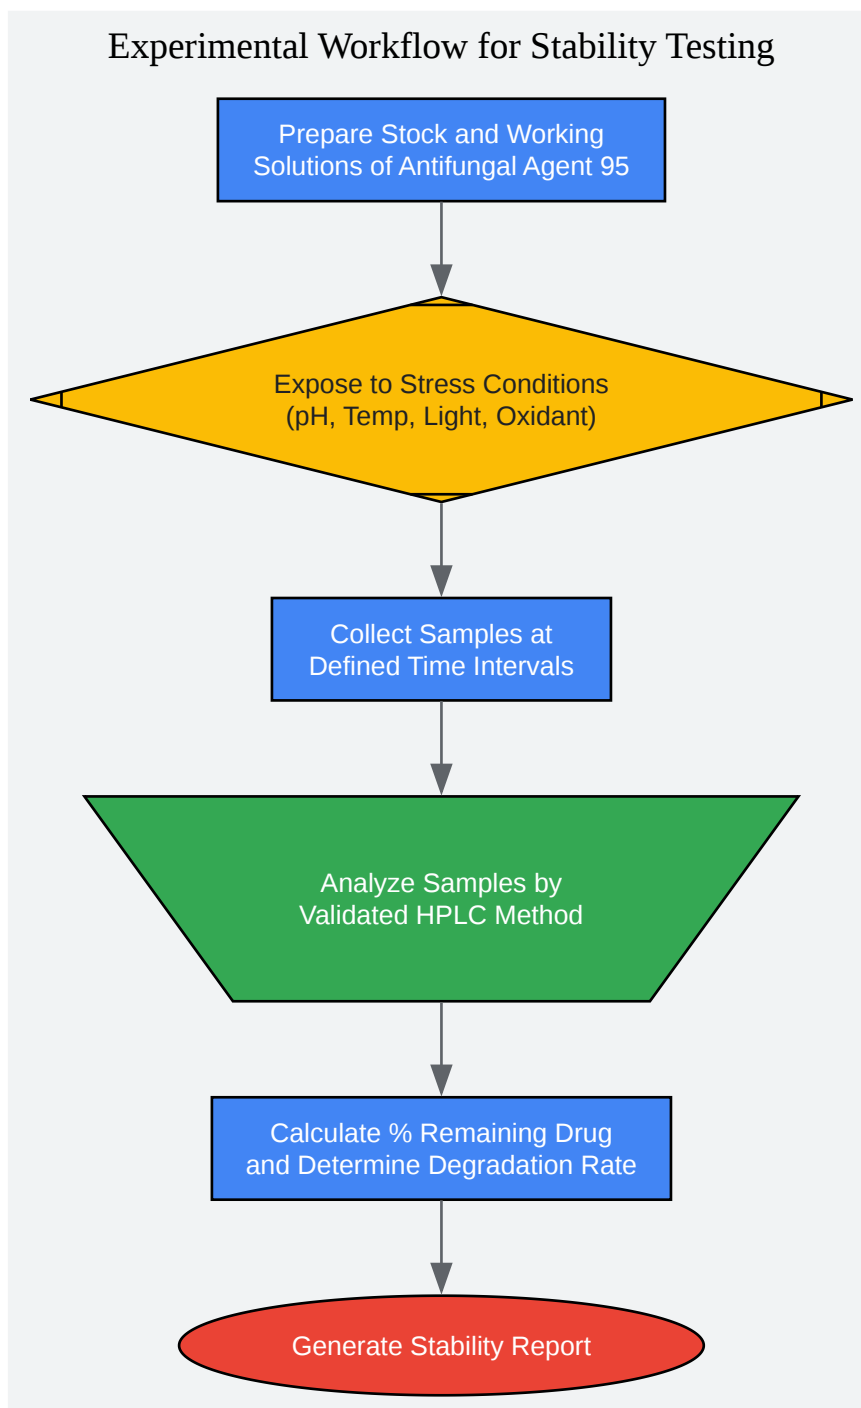 Experimental Workflow for Stability Testing
Prepare Stock and Working
Solutions of Antifungal Agent 95
Expose to Stress Conditions
(pH, Temp, Light, Oxidant)
Collect Samples at
Defined Time Intervals
Analyze Samples by
Validated HPLC Method
Calculate % Remaining Drug
and Determine Degradation Rate
Generate Stability Report